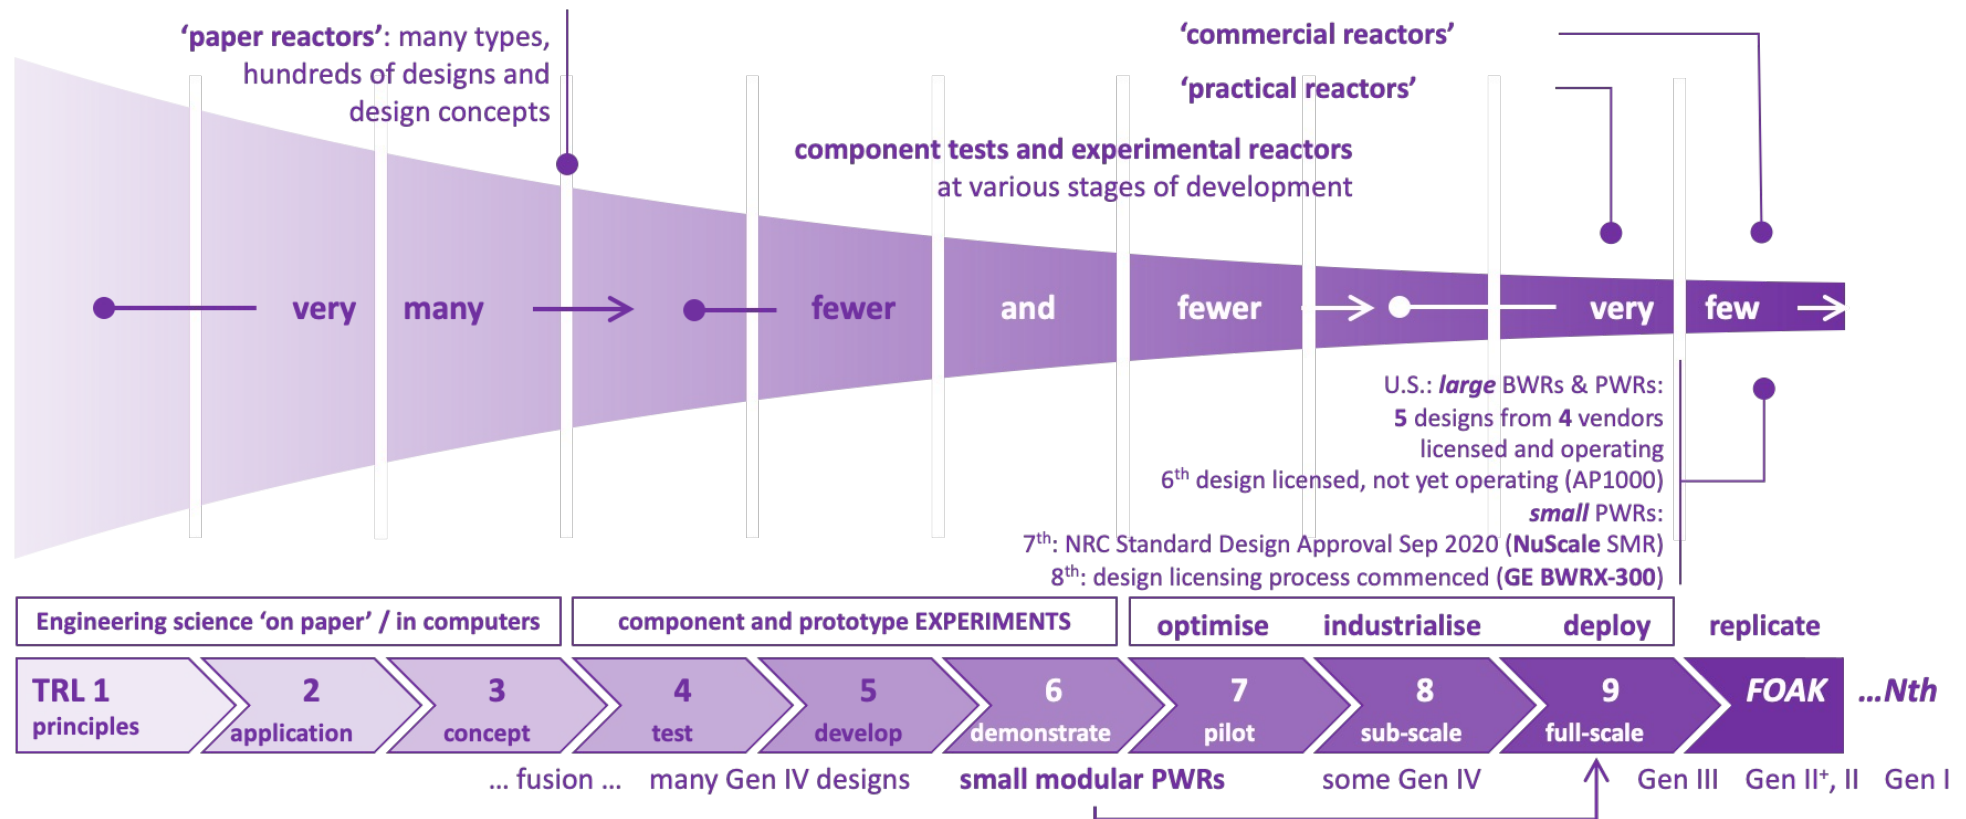 ‘paper reactors’: many types,
hundreds of designs and
design concepts
‘commercial reactors’
‘practical reactors’
component tests and experimental reactors
at various stages of development
very many fewer and fewer very few
U.S.: large BWRs & PWRs:
5 designs from 4 vendors
licensed and operating
6th design licensed, not yet operating (AP1000)
small PWRs:
7th: NRC Standard Design Approval Sep 2020 (NuScale SMR)
8th: design licensing process commenced (GE BWRX-300)
Engineering science ‘on paper’ / in computers
component and prototype EXPERIMENTS
optimise industrialise deploy replicate
TRL 1 2 3 4 5 6 7 8 9 FOAK ...Nth
principles application concept test develop demonstrate pilot sub-scale full-scale
... fusion ... many Gen IV designs small modular PWRs some Gen IV Gen III Gen II+, II Gen I